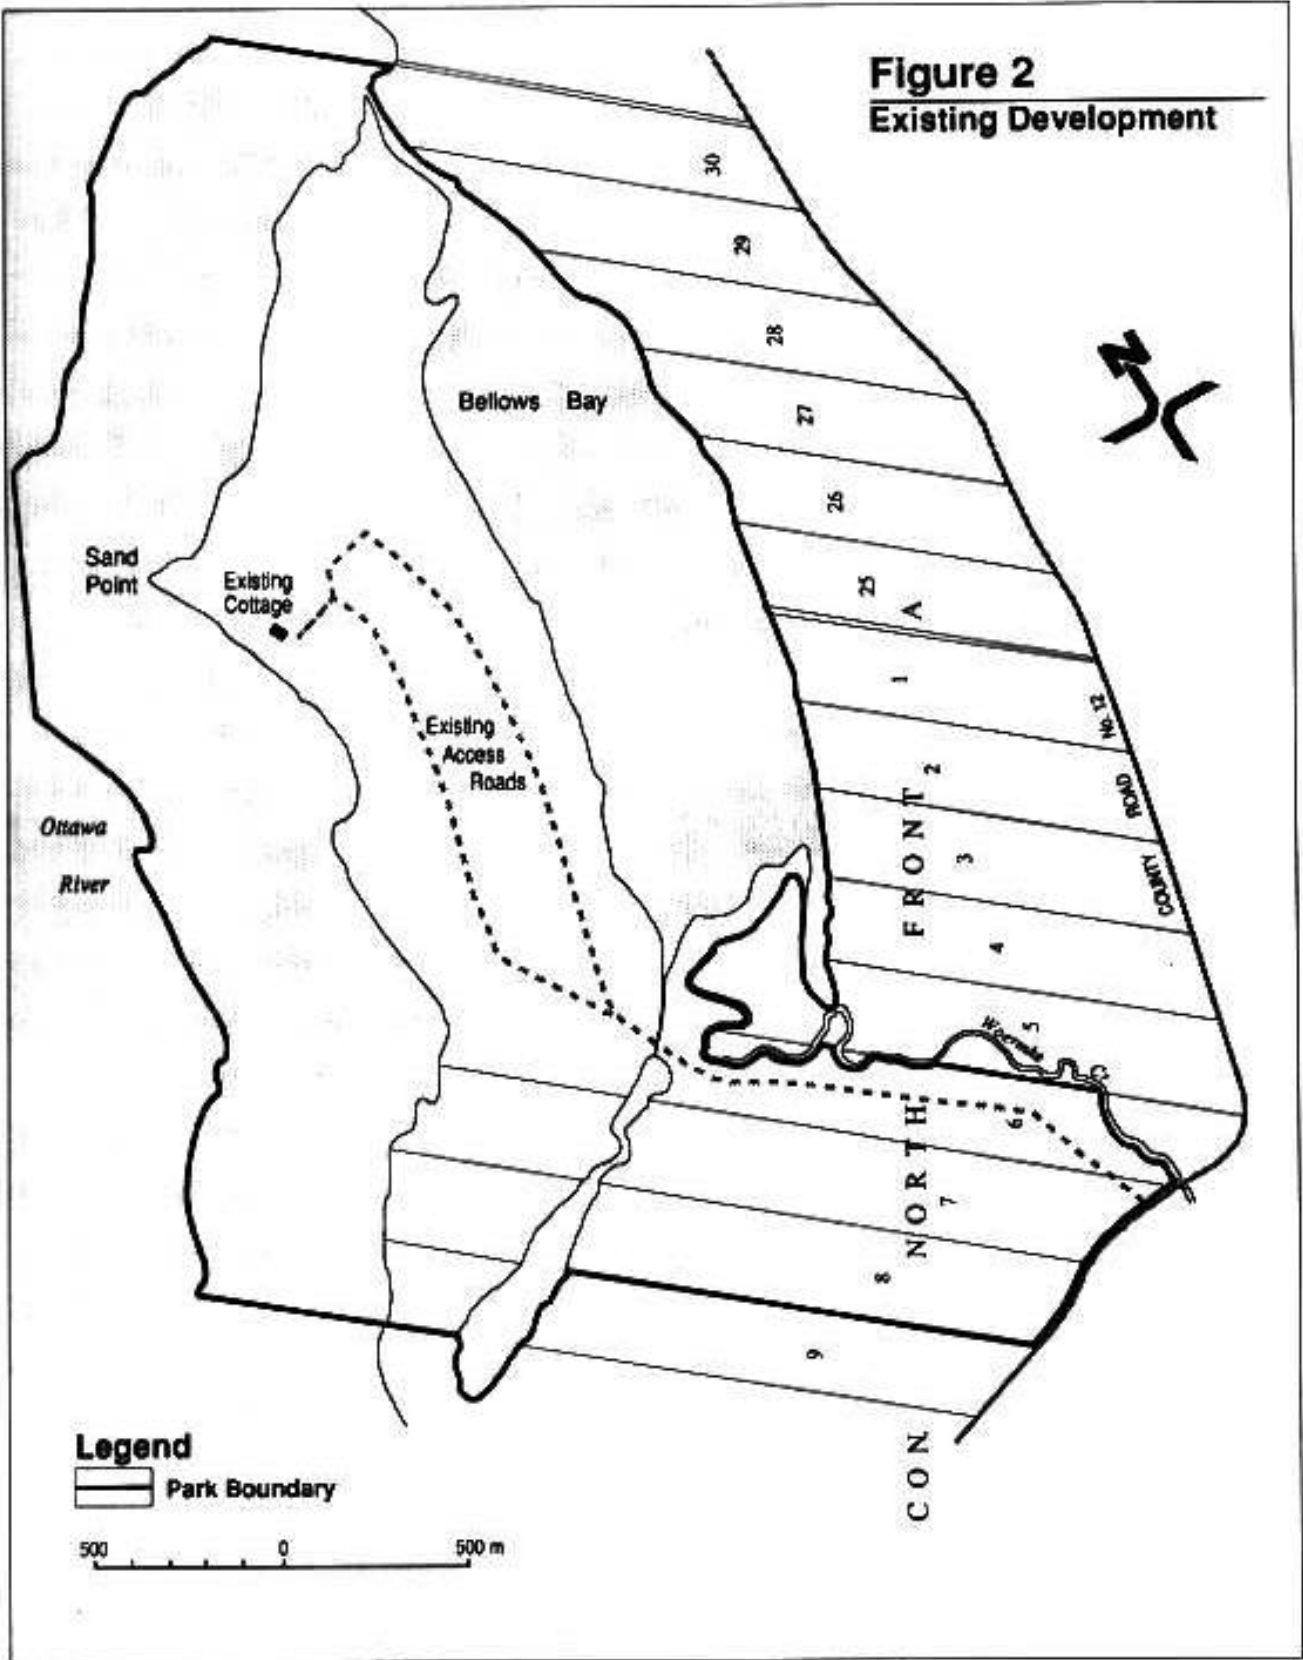 Figure 2
Existing Development
30
29
28
27
26
25
A
1
2
3
4
5
6
7
8
9
Bellows Bay
Sand
Point
Existing
Cottage
Existing
Access
Roads
Ottawa
River
COUNTY ROAD No. 12
CON NORTH FRONT
N
Legend
Park Boundary
500 0 500 m